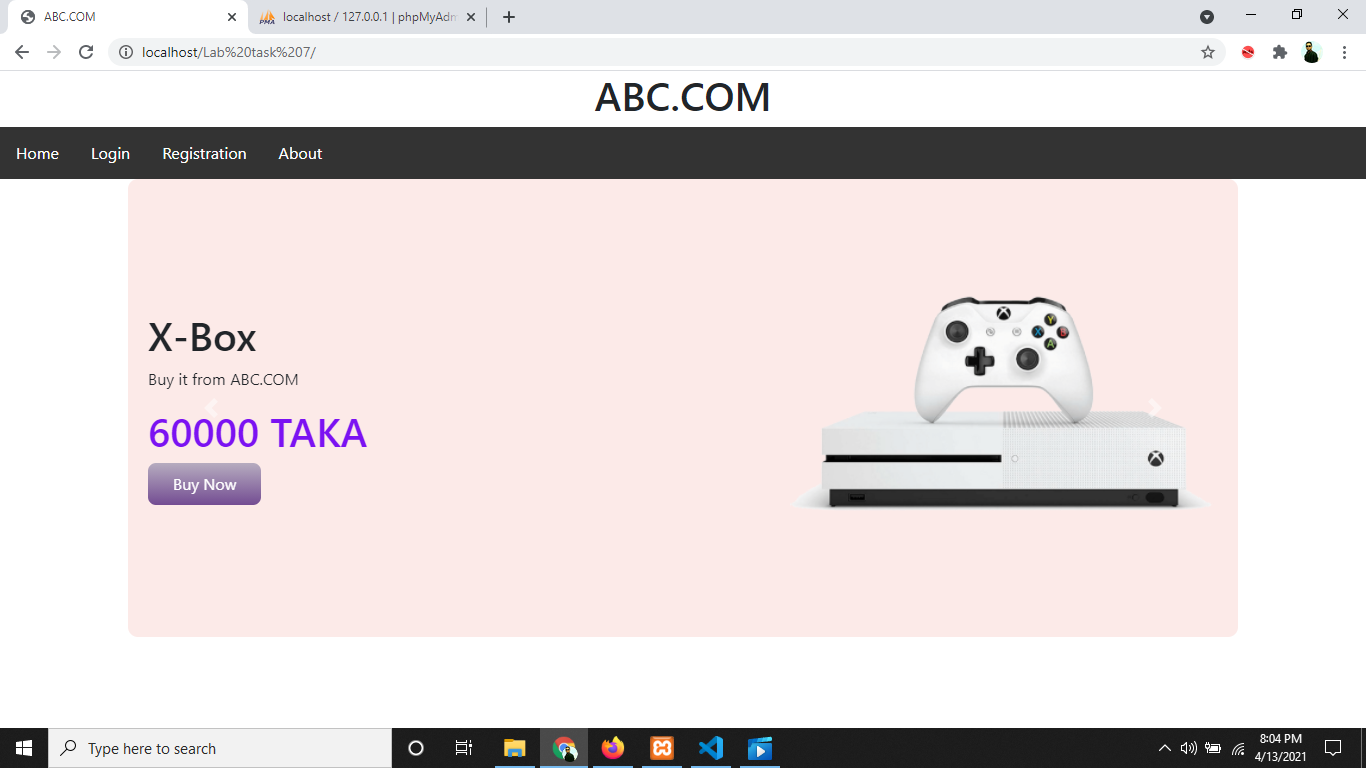 ABC.COM
localhost / 127.0.0.1 | phpMyAdm
localhost/Lab%20task%207/
ABC.COM
Home Login Registration About
X-Box
Buy it from ABC.COM
60000 TAKA
Buy Now
Y
X
B
A
Type here to search
8:04 PM
4/13/2021